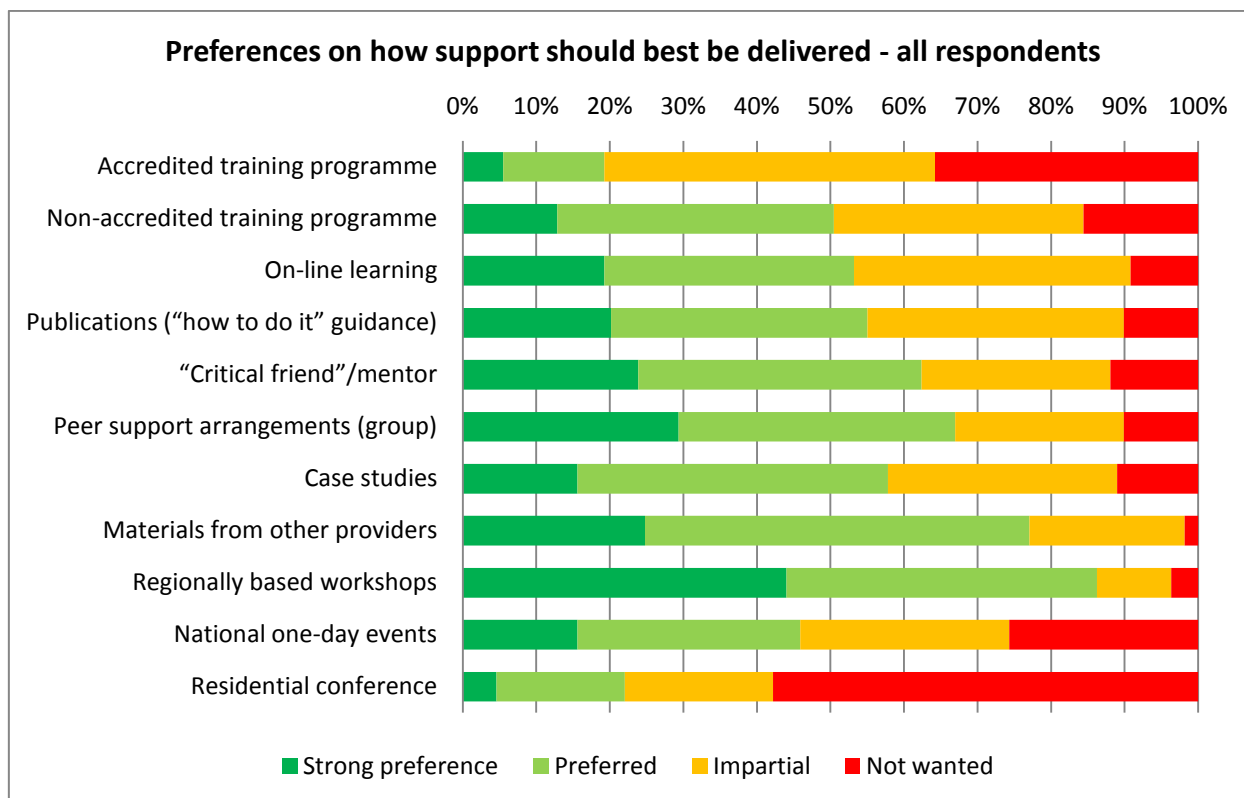 Preferences on how support should best be delivered - all respondents
0% 10% 20% 30% 40% 50% 60% 70% 80% 90% 100%
Accredited training programme
Non-accredited training programme
On-line learning
Publications (“how to do it” guidance)
“Critical friend”/mentor
Peer support arrangements (group)
Case studies
Materials from other providers
Regionally based workshops
National one-day events
Residential conference
Strong preference Preferred Impartial Not wanted